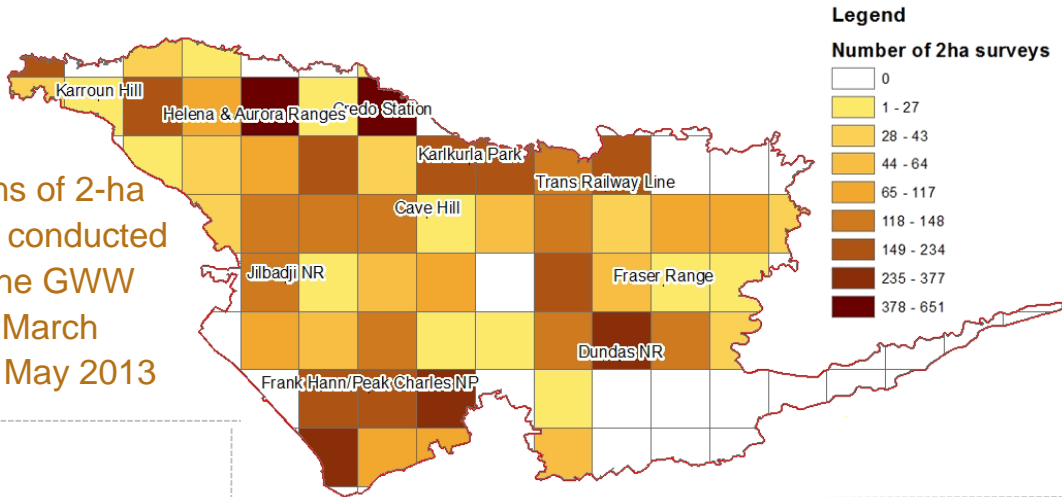 Legend
Number of 2ha surveys
0
1 - 27
28 - 43
44 - 64
65 - 117
118 - 148
149 - 234
235 - 377
378 - 651
Karroun Hill
Helena & Aurora Ranges
Credo Station
Karlkurla Park
Trans Railway Line
Cave Hill
Jilbadji NR
Fraser Range
Dundas NR
Frank Hann/Peak Charles NP
ns of 2-ha
conducted
he GWW
March
May 2013